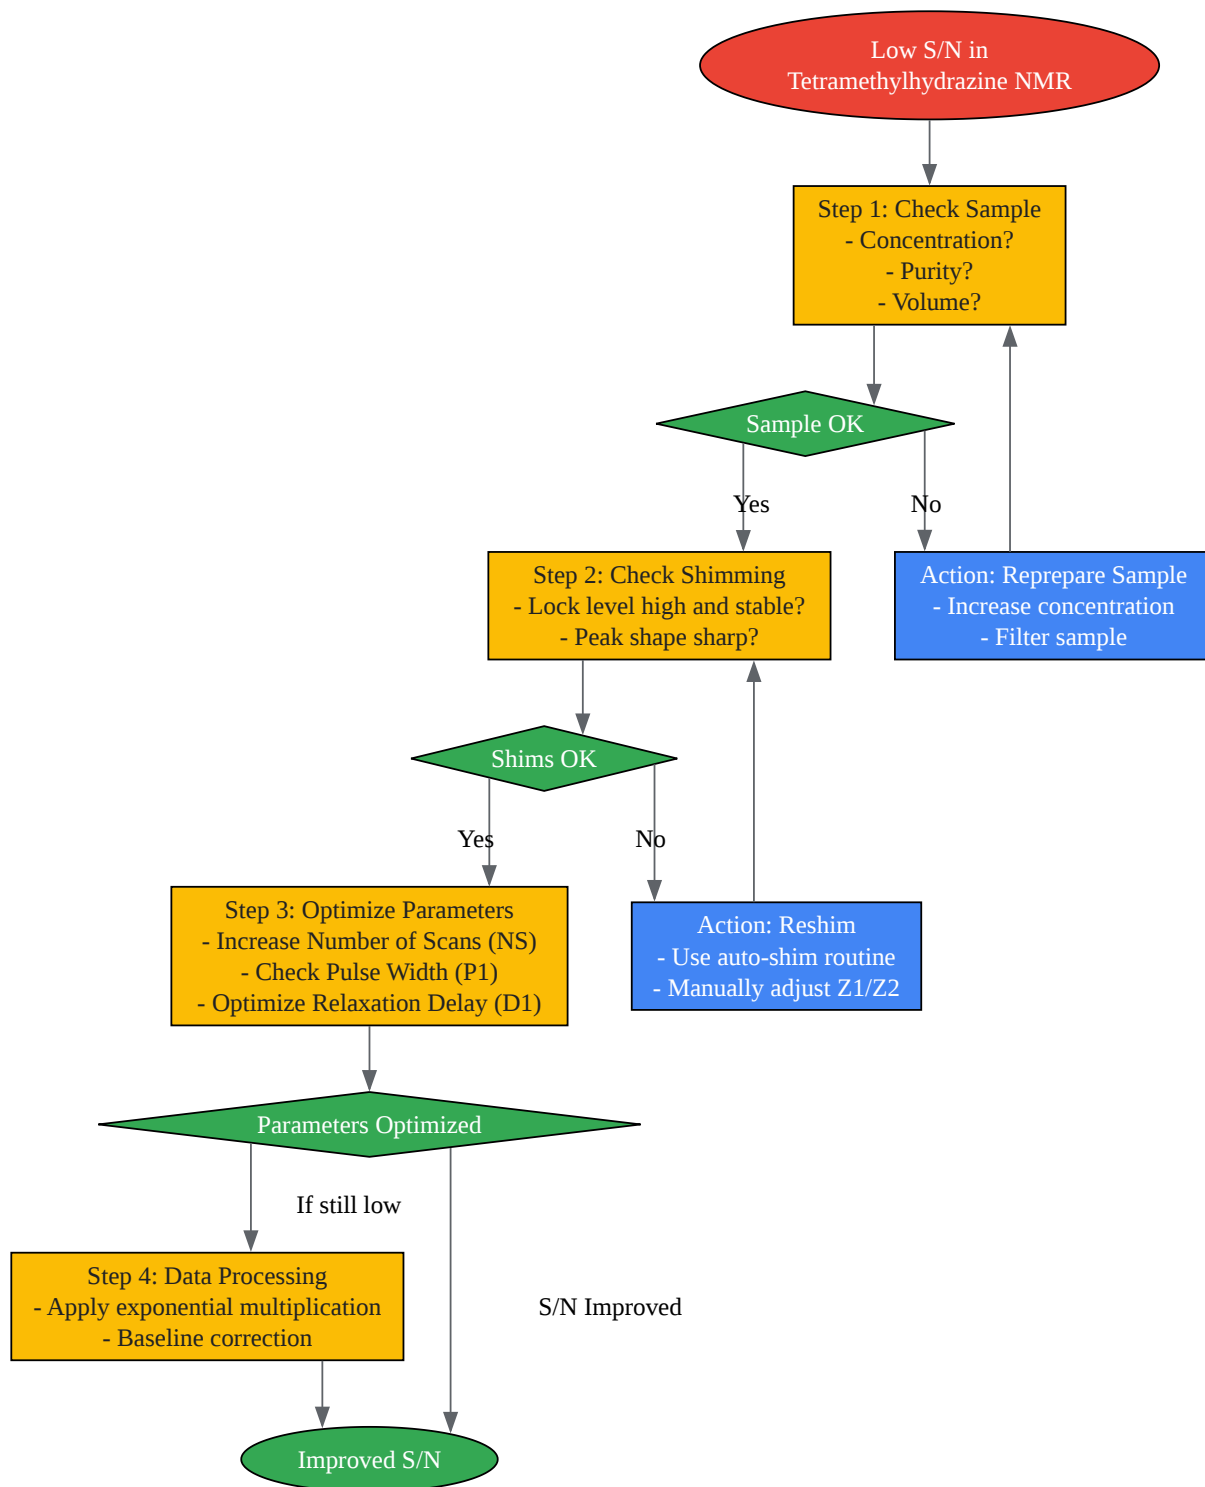 Low S/N in
Tetramethylhydrazine NMR
Step 1: Check Sample
- Concentration?
- Purity?
- Volume?
Sample OK
Yes
No
Step 2: Check Shimming
- Lock level high and stable?
- Peak shape sharp?
Action: Reprepare Sample
- Increase concentration
- Filter sample
Shims OK
Yes
No
Step 3: Optimize Parameters
- Increase Number of Scans (NS)
- Check Pulse Width (P1)
- Optimize Relaxation Delay (D1)
Action: Reshim
- Use auto-shim routine
- Manually adjust Z1/Z2
Parameters Optimized
If still low
Step 4: Data Processing
- Apply exponential multiplication
- Baseline correction
S/N Improved
Improved S/N